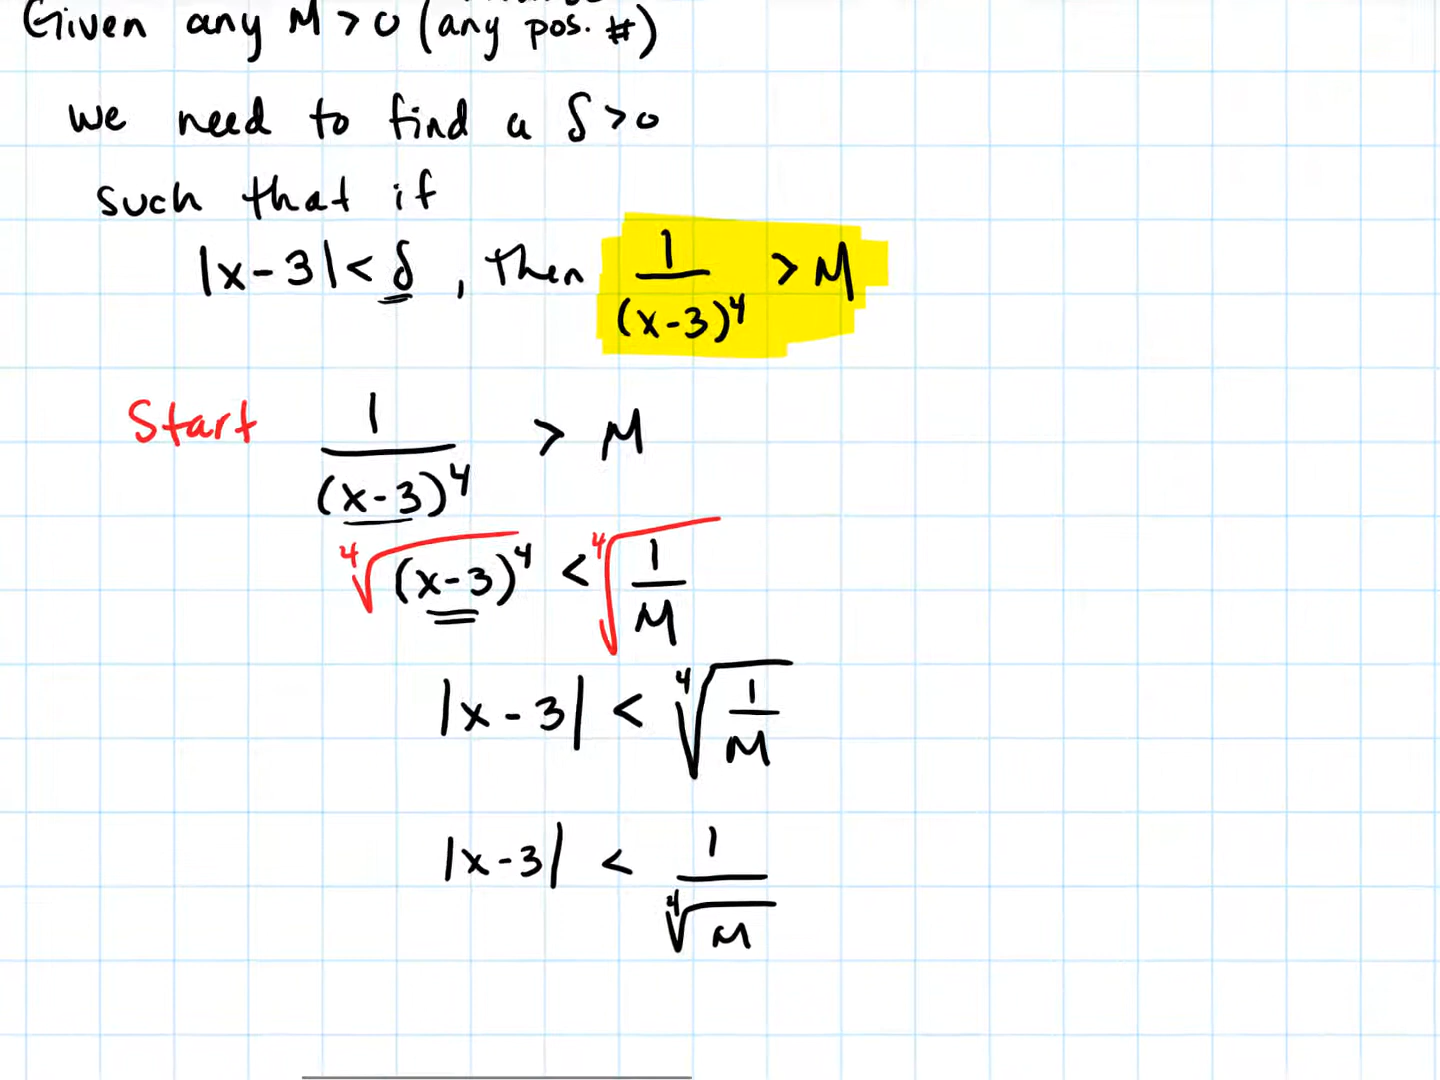 Given any M > 0 (any pos. #)
we need to find a δ > 0
such that if
|x - 3| < δ , then 1/(x-3)⁴ > M
Start 1/(x-3)⁴ > M
⁴√(x-3)⁴ < ⁴√(1/M)
|x - 3| < ⁴√(1/M)
|x - 3| < 1/⁴√M